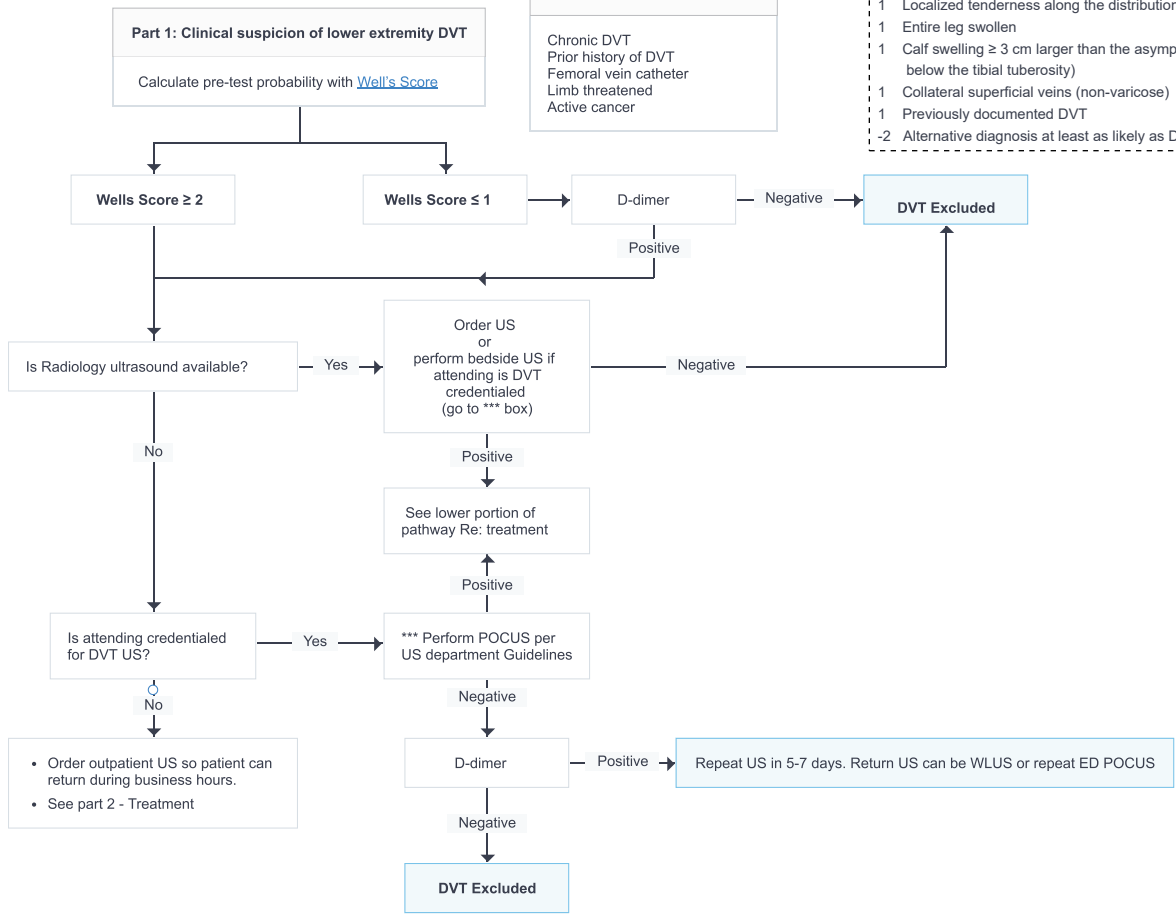 Part 1: Clinical suspicion of lower extremity DVT
Calculate pre-test probability with Well's Score
Chronic DVT
Prior history of DVT
Femoral vein catheter
Limb threatened
Active cancer
1 Localized tenderness along the distribution
1 Entire leg swollen
1 Calf swelling ≥ 3 cm larger than the
below the tibial tuberosity)
1 Collateral superficial veins (non-varicose)
1 Previously documented DVT
-2 Alternative diagnosis at least as likely as
Wells Score ≥ 2
Wells Score ≤ 1
D-dimer
Negative
DVT Excluded
Positive
Is Radiology ultrasound available?
Yes
Order US
or
perform bedside US if
attending is DVT
credentialed
(go to *** box)
Negative
No
Positive
See lower portion of
pathway Re: treatment
Positive
Is attending credentialed
for DVT US?
Yes
*** Perform POCUS per
US department Guidelines
No
Negative
• Order outpatient US so patient can
return during business hours.
• See part 2 - Treatment
D-dimer
Positive
Repeat US in 5-7 days. Return US can be WLUS or repeat ED POCUS
Negative
DVT Excluded